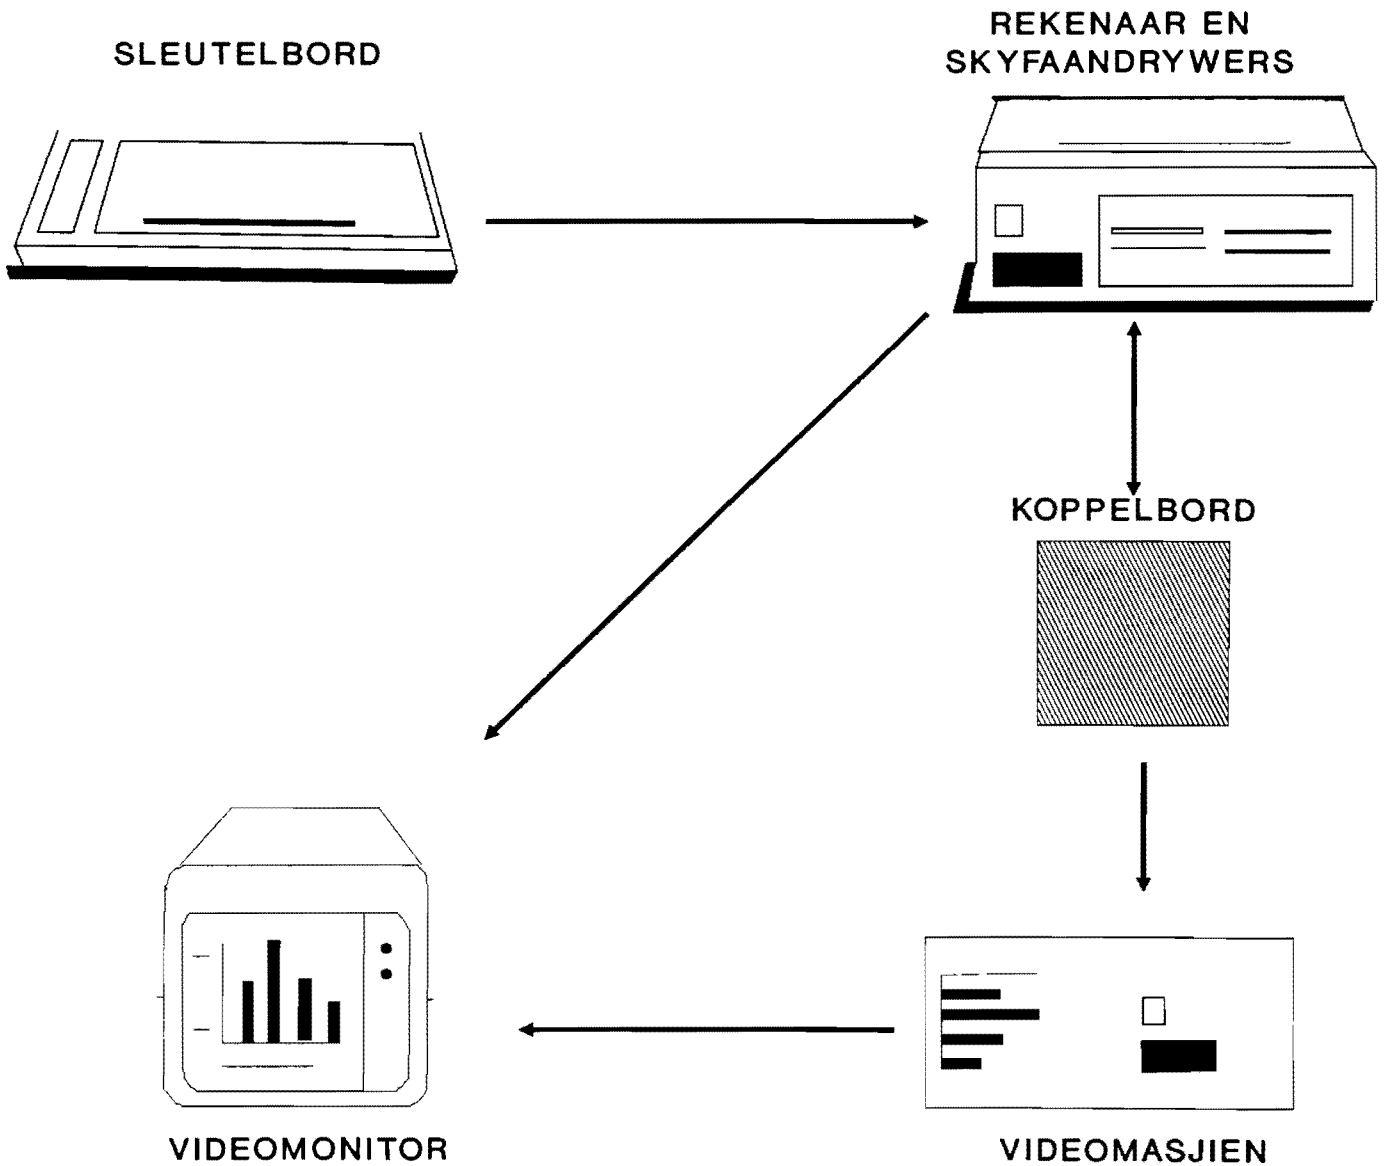 SLEUTELBORD
REKENAAR EN
SKYFAANDRYWERS
KOPPELBORD
VIDEOMONITOR
VIDEOMASJIEN